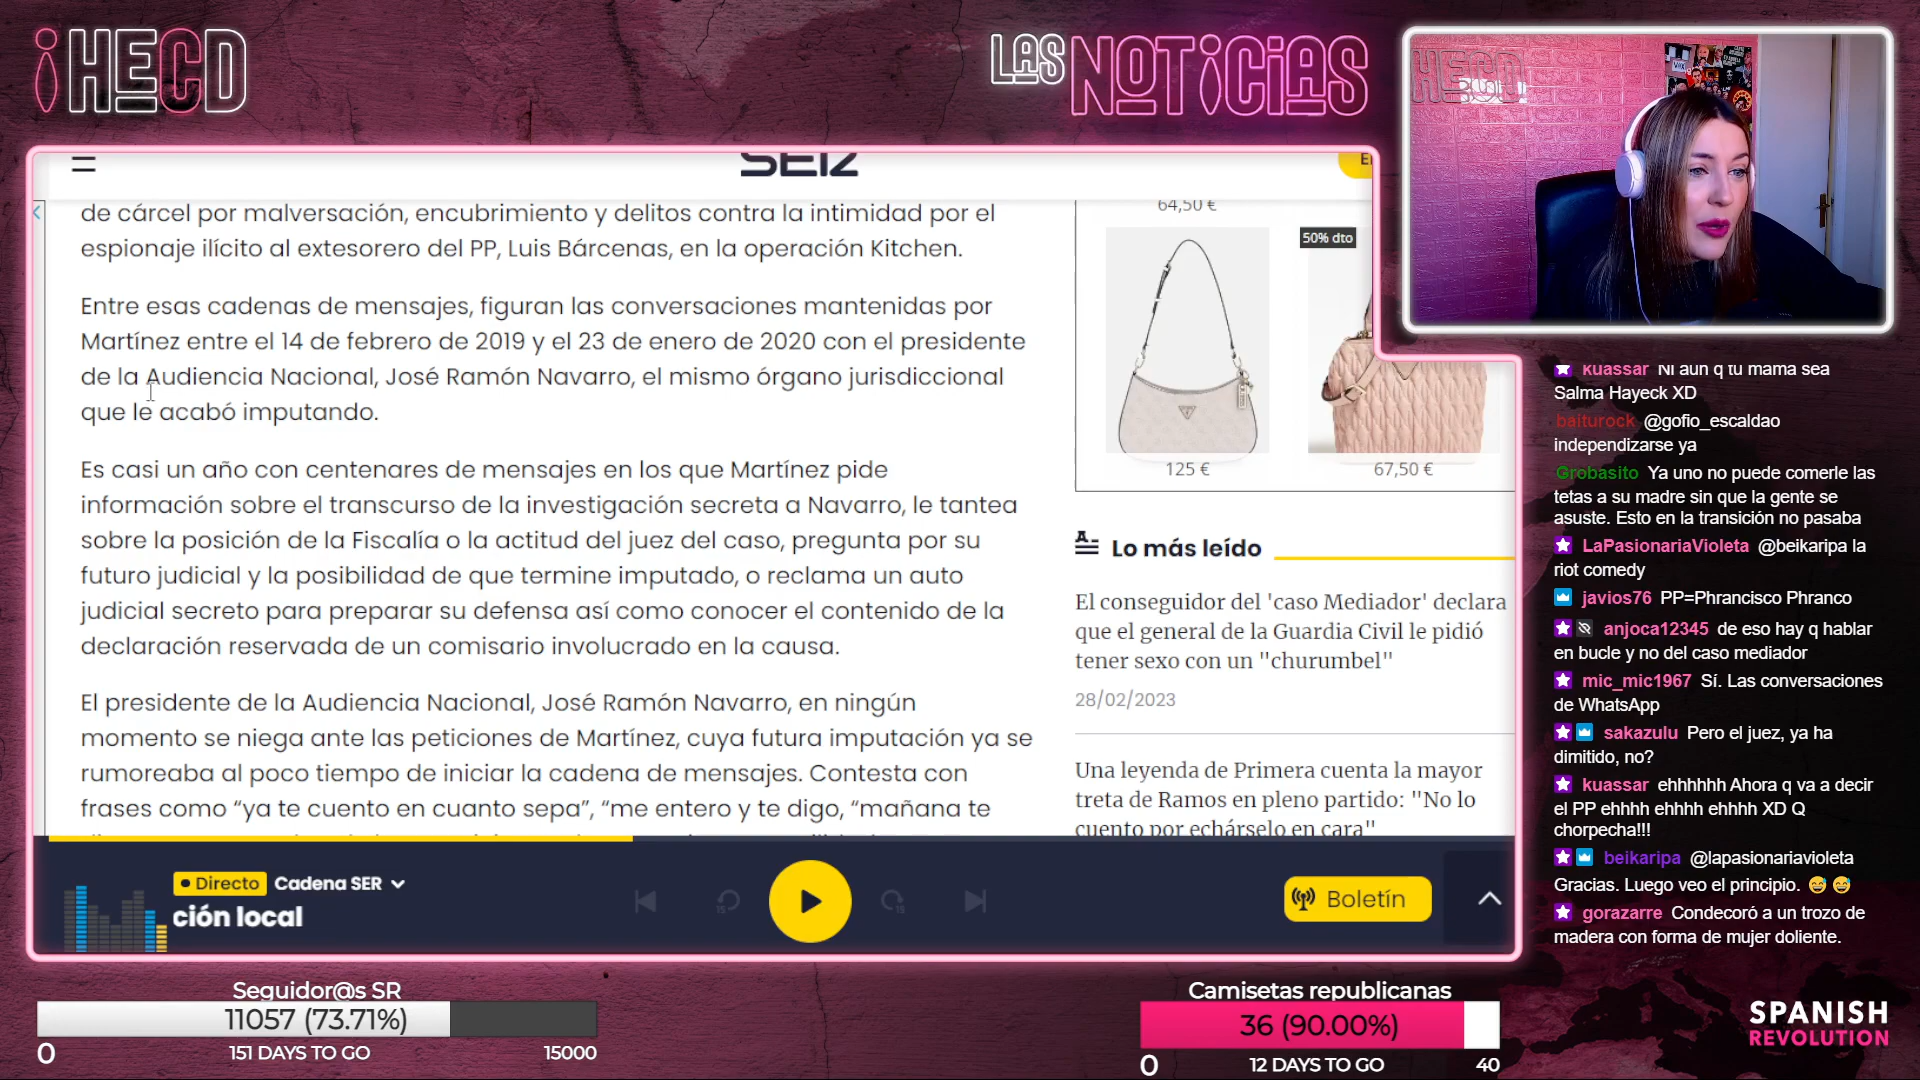 HECD
LAS NOTICIAS
HECD
SER
de cárcel por malversación, encubrimiento y delitos contra la intimidad por el
espionaje ilícito al extesorero del PP, Luis Bárcenas, en la operación Kitchen.
Entre esas cadenas de mensajes, figuran las conversaciones mantenidas por
Martínez entre el 14 de febrero de 2019 y el 23 de enero de 2020 con el presidente
de la Audiencia Nacional, José Ramón Navarro, el mismo órgano jurisdiccional
que le acabó imputando.
Es casi un año con centenares de mensajes en los que Martínez pide
información sobre el transcurso de la investigación secreta a Navarro, le tantea
sobre la posición de la Fiscalía o la actitud del juez del caso, pregunta por su
futuro judicial y la posibilidad de que termine imputado, o reclama un auto
judicial secreto para preparar su defensa así como conocer el contenido de la
declaración reservada de un comisario involucrado en la causa.
El presidente de la Audiencia Nacional, José Ramón Navarro, en ningún
momento se niega ante las peticiones de Martínez, cuya futura imputación ya se
rumoreaba al poco tiempo de iniciar la cadena de mensajes. Contesta con
frases como “ya te cuento en cuanto sepa”, “me entero y te digo, “mañana te
64,50 €
50% dto
125 €
67,50 €
Lo más leído
El conseguidor del 'caso Mediador' declara
que el general de la Guardia Civil le pidió
tener sexo con un "churumbel"
28/02/2023
Una leyenda de Primera cuenta la mayor
treta de Ramos en pleno partido: "No lo
cuento por echárselo en cara"
Directo Cadena SER
ción local
15
15
Boletín
kuassar Ni aun q tu mama sea
Salma Hayeck XD
baiturock @gofio_escaldao
independizarse ya
Grobasito Ya uno no puede comerle las
tetas a su madre sin que la gente se
asuste. Esto en la transición no pasaba
LaPasionariaVioleta @beikaripa la
riot comedy
javios76 PP=Phrancisco Phranco
anjoca12345 de eso hay q hablar
en bucle y no del caso mediador
mic_mic1967 Sí. Las conversaciones
de WhatsApp
sakazulu Pero el juez, ya ha
dimitido, no?
kuassar ehhhhhh Ahora q va a decir
el PP ehhhh ehhhh ehhhh XD Q
chorpecha!!!
beikaripa @lapasionariavioleta
Gracias. Luego veo el principio. 😅 😅
gorazarre Condecoró a un trozo de
madera con forma de mujer doliente.
Seguidor@s SR
11057 (73.71%)
0
151 DAYS TO GO
15000
Camisetas republicanas
36 (90.00%)
0
12 DAYS TO GO
40
SPANISH
REVOLUTION